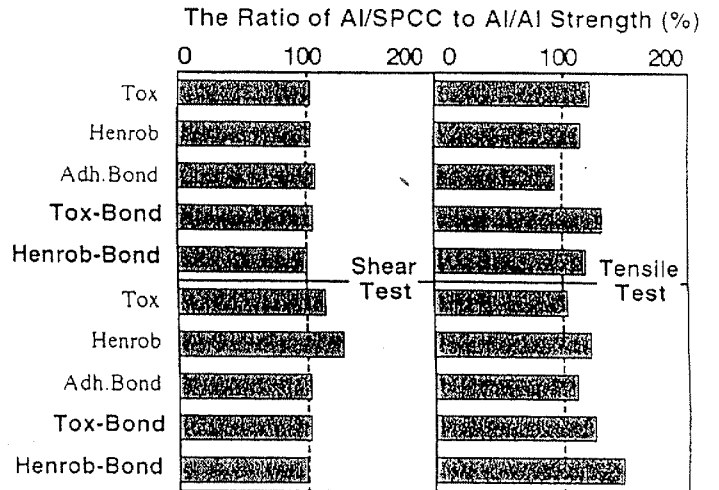 The Ratio of Al/SPCC to Al/Al Strength (%)
0 100 200 0 100 200
Tox
Henrob
Adh.Bond
Tox-Bond
Henrob-Bond
Shear Test
Tensile Test
Tox
Henrob
Adh.Bond
Tox-Bond
Henrob-Bond